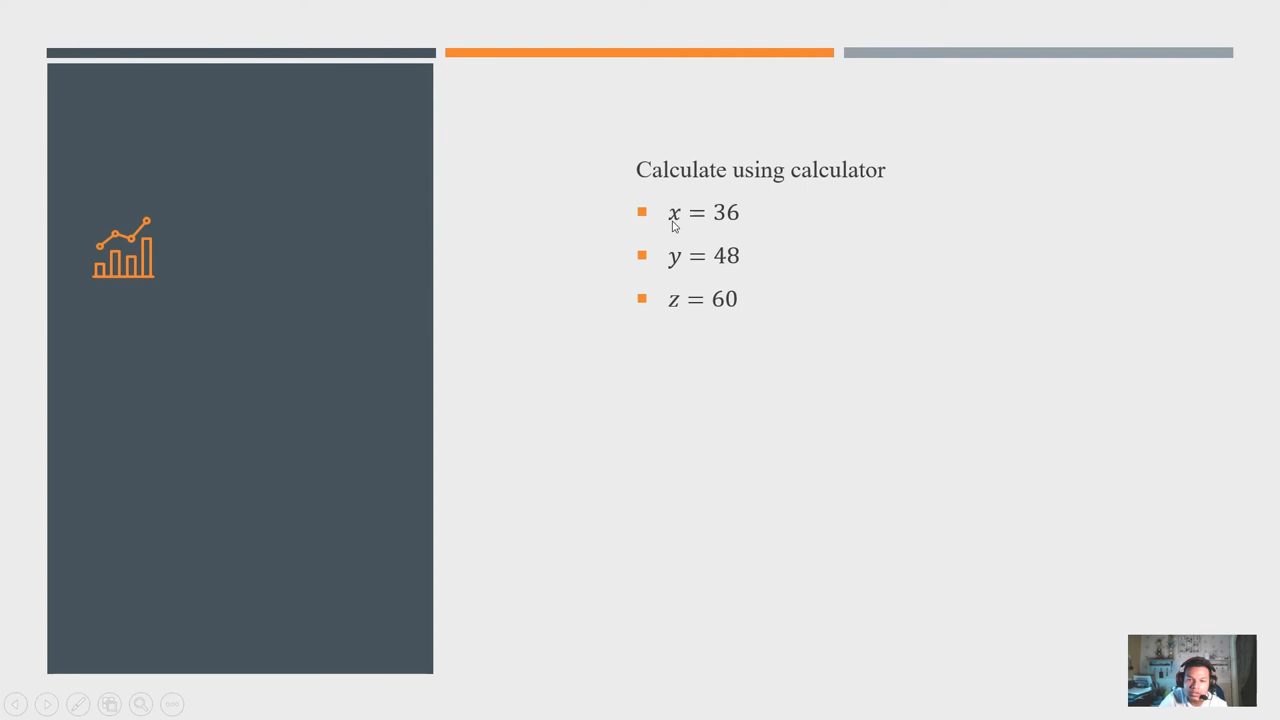 Calculate using calculator
x = 36
y = 48
z = 60